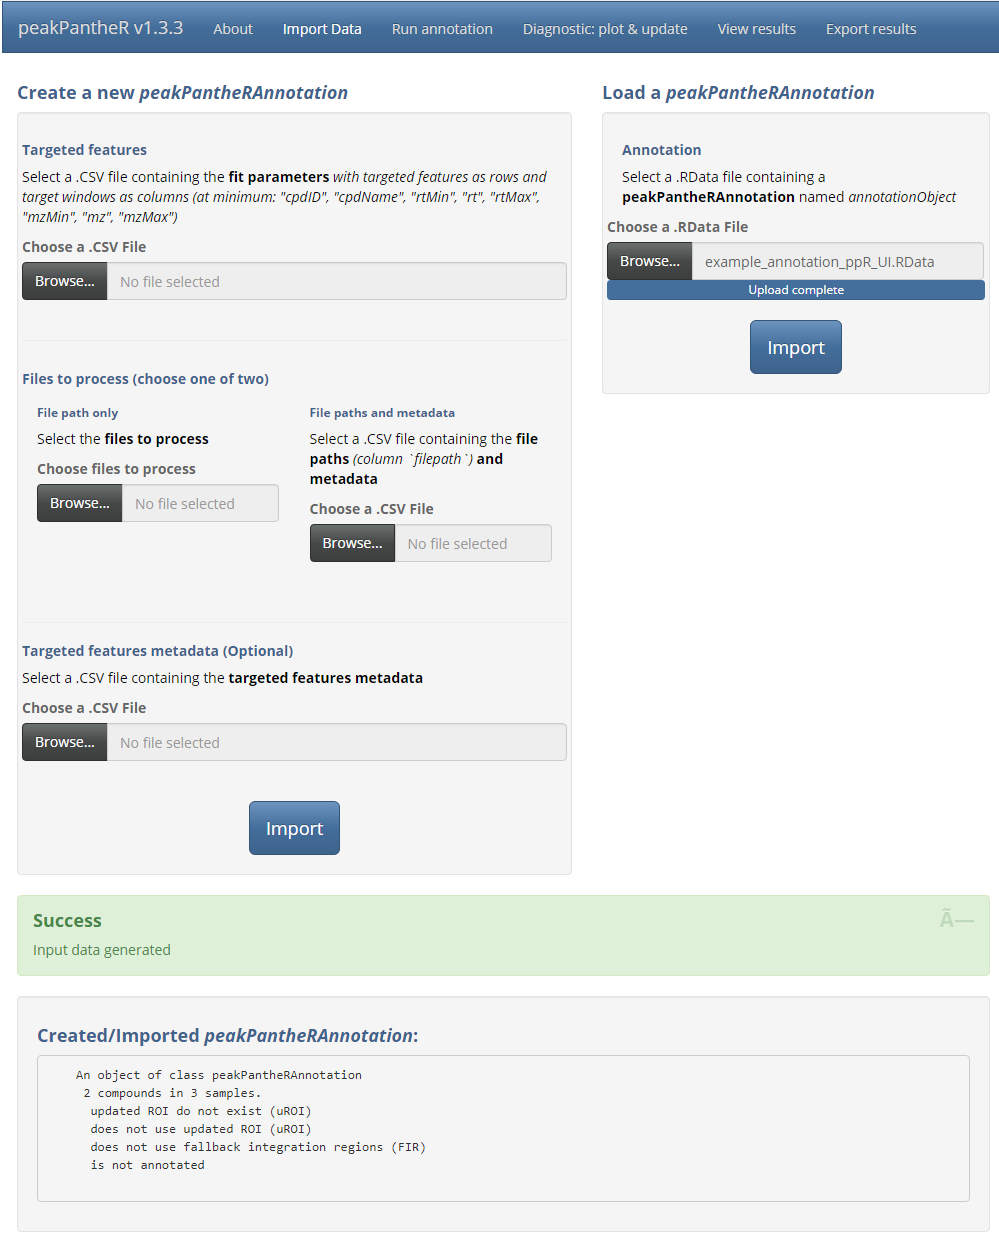 peakPantheR v1.3.3 About Import Data Run annotation Diagnostic: plot & update View results Export results
Create a new peakPantheRAnnotation
Targeted features
Select a .CSV file containing the fit parameters with targeted features as rows and
target windows as columns (at minimum: "cpdID", "cpdName", "rtMin", "rt", "rtMax",
"mzMin", "mz", "mzMax")
Choose a .CSV File
Browse... No file selected
Files to process (choose one of two)
File path only
Select the files to process
Choose files to process
Browse... No file selected
File paths and metadata
Select a .CSV file containing the file
paths (column `filepath`) and
metadata
Choose a .CSV File
Browse... No file selected
Targeted features metadata (Optional)
Select a .CSV file containing the targeted features metadata
Choose a .CSV File
Browse... No file selected
Import
Load a peakPantheRAnnotation
Annotation
Select a .RData file containing a
peakPantheRAnnotation named annotationObject
Choose a .RData File
Browse... example_annotation_ppR_UI.RData
Upload complete
Import
Success Ã—
Input data generated
Created/Imported peakPantheRAnnotation:
An object of class peakPantheRAnnotation
2 compounds in 3 samples.
updated ROI do not exist (uROI)
does not use updated ROI (uROI)
does not use fallback integration regions (FIR)
is not annotated